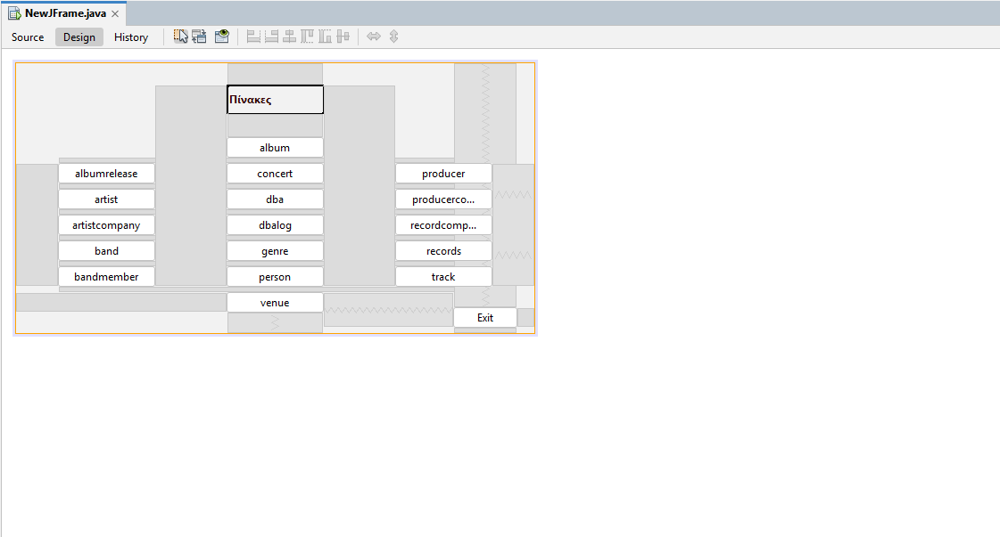 NewJFrame.java
Source Design History
Πίνακες
album
albumrelease concert producer
artist dba producerco...
artistcompany dbalog recordcomp...
band genre records
bandmember person track
venue
Exit